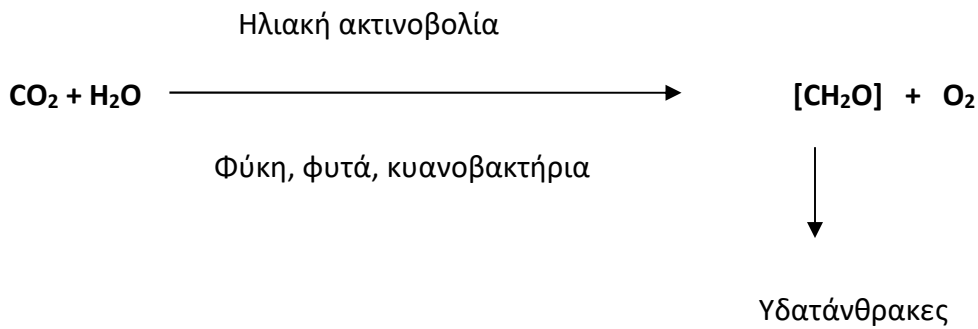 Ηλιακή ακτινοβολία
CO₂ + H₂O [CH₂O] + O₂
Φύκη, φυτά, κυανοβακτήρια
Υδατάνθρακες